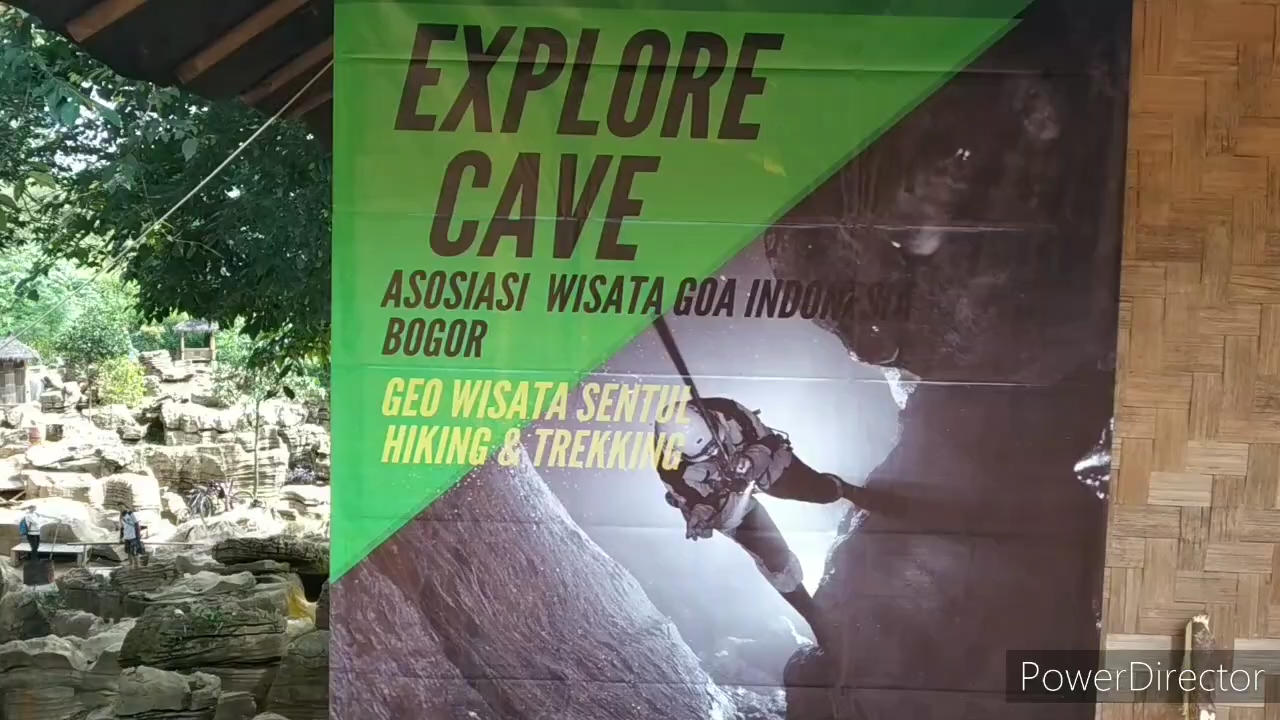 EXPLORE
CAVE
ASOSIASI WISATA GOA INDONESIA
BOGOR
GEO WISATA SENTUL
HIKING & TREKKING
PowerDirector